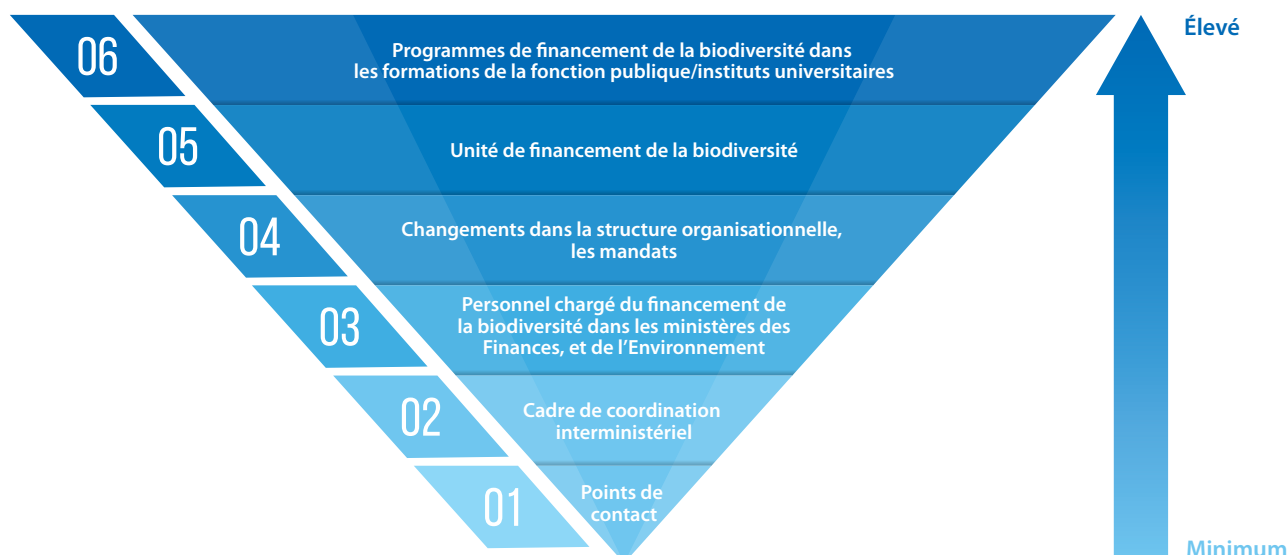 Élevé
06
Programmes de financement de la biodiversité dans
les formations de la fonction publique/instituts universitaires
05
Unité de financement de la biodiversité
04
Changements dans la structure organisationnelle,
les mandats
03
Personnel chargé du financement de
la biodiversité dans les ministères des
Finances, et de l’Environnement
02
Cadre de coordination
interministériel
01
Points de
contact
Minimum